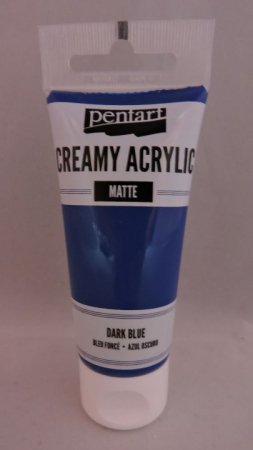 pentart
CREAMY ACRYLIC
MATTE
DARK BLUE
BLEU FONCÉ • AZUL OSCURO